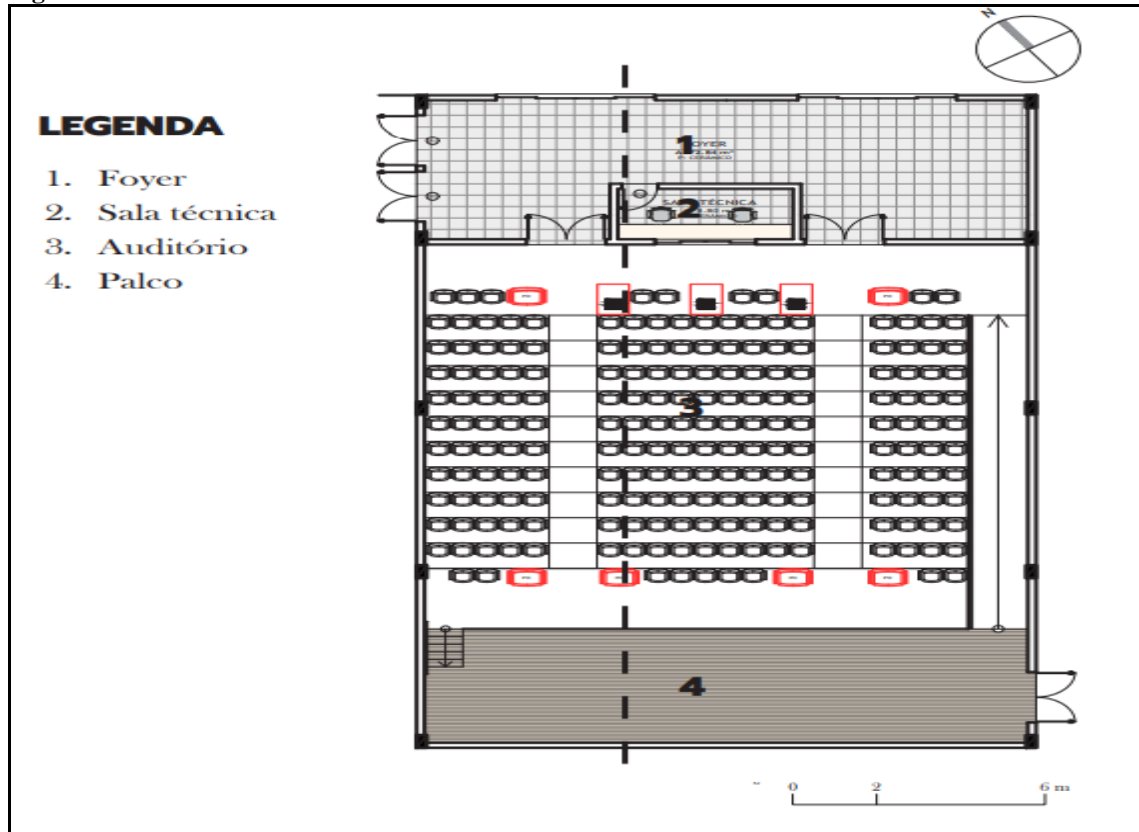 N
LEGENDA
1. Foyer
2. Sala técnica
3. Auditório
4. Palco
1
2
3
4
0 2 6 m